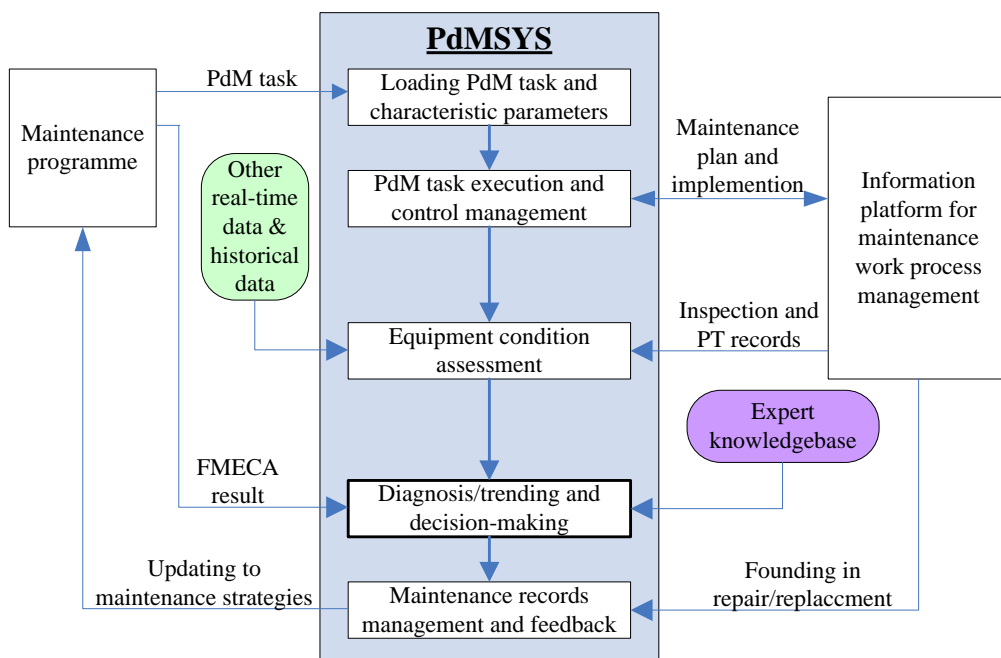 PdMSYS
PdM task
Loading PdM task and
characteristic parameters
Maintenance
programme
Other
real-time
data &
historical
data
PdM task execution and
control management
Maintenance
plan and
implemention
Information
platform for
maintenance
work process
management
Equipment condition
assessment
Inspection and
PT records
Expert
knowledgebase
FMECA
result
Diagnosis/trending and
decision-making
Updating to
maintenance strategies
Maintenance records
management and feedback
Founding in
repair/replaccment